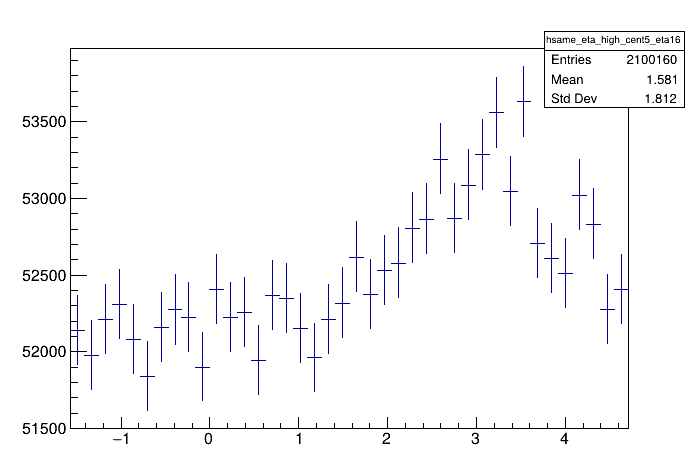 hsame_eta_high_cent5_eta16
Entries 2100160
Mean 1.581
Std Dev 1.812
53500
53000
52500
52000
51500
−1 0 1 2 3 4